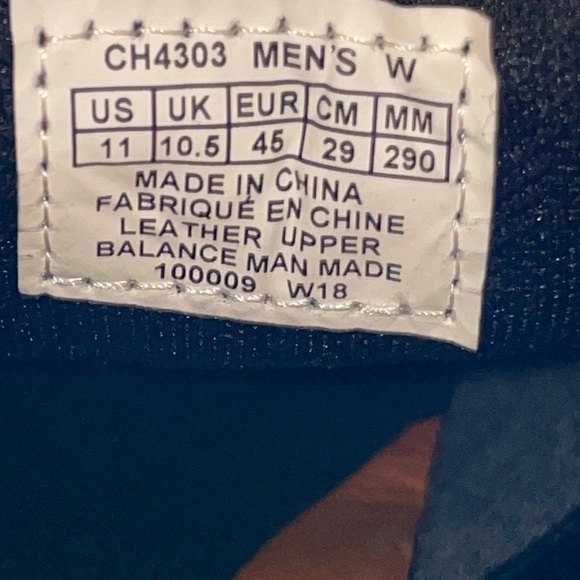 CH4303 MEN'S W
US UK EUR CM MM
11 10.5 45 29 290
MADE IN CHINA
FABRIQUÉ EN CHINE
LEATHER UPPER
BALANCE MAN MADE
100009 W18